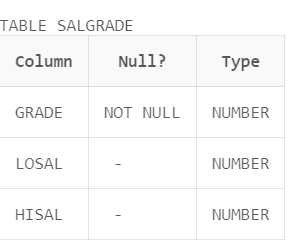 TABLE SALGRADE
Column Null? Type
GRADE NOT NULL NUMBER
LOSAL - NUMBER
HISAL - NUMBER